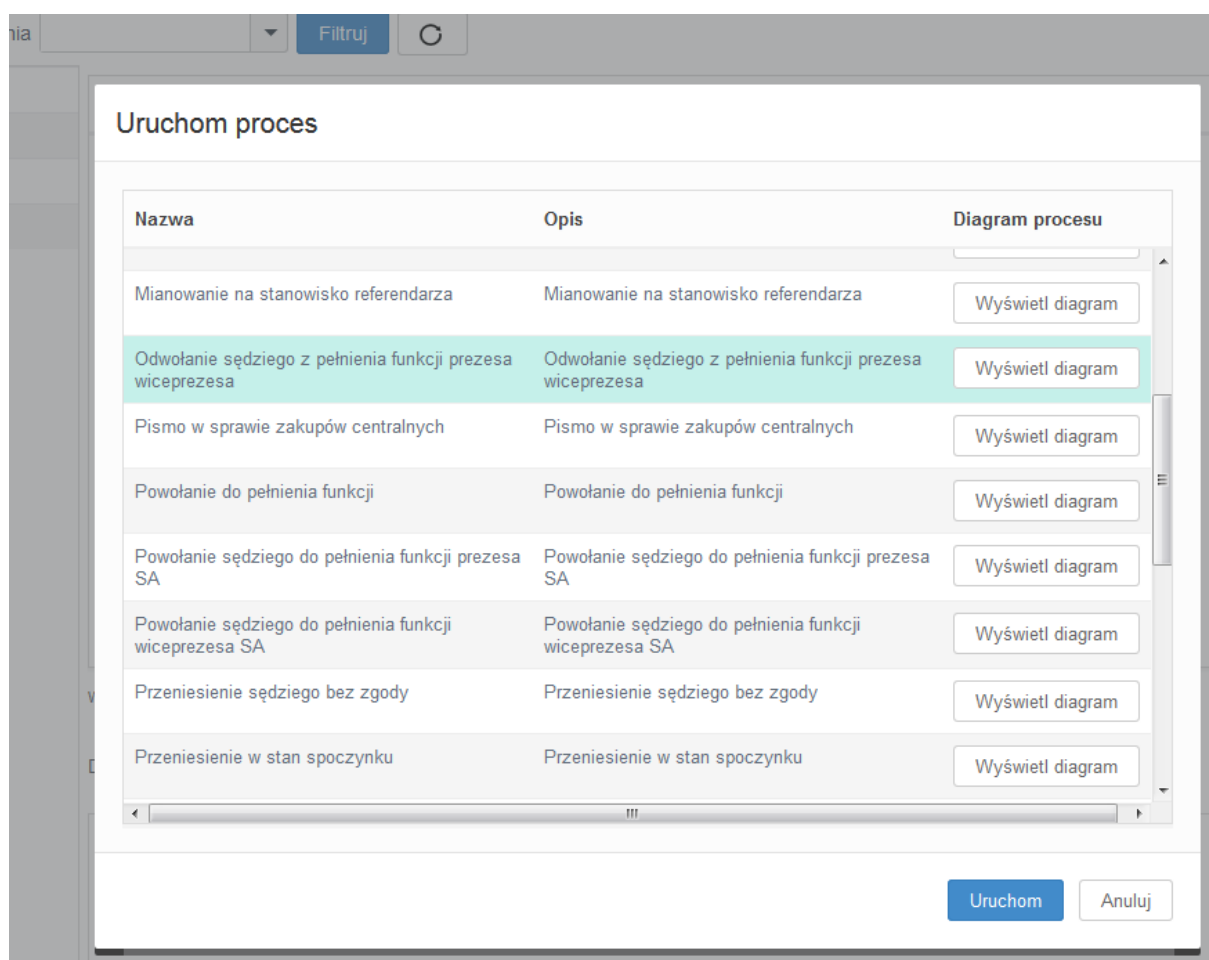 Filtruj
Uruchom proces
Nazwa Opis Diagram procesu
Mianowanie na stanowisko referendarza Mianowanie na stanowisko referendarza Wyświetl diagram
Odwołanie sędziego z pełnienia funkcji prezesa Odwołanie sędziego z pełnienia funkcji prezesa Wyświetl diagram
wiceprezesa wiceprezesa
Pismo w sprawie zakupów centralnych Pismo w sprawie zakupów centralnych Wyświetl diagram
Powołanie do pełnienia funkcji Powołanie do pełnienia funkcji Wyświetl diagram
Powołanie sędziego do pełnienia funkcji prezesa Powołanie sędziego do pełnienia funkcji prezesa Wyświetl diagram
SA SA
Powołanie sędziego do pełnienia funkcji Powołanie sędziego do pełnienia funkcji Wyświetl diagram
wiceprezesa SA wiceprezesa SA
Przeniesienie sędziego bez zgody Przeniesienie sędziego bez zgody Wyświetl diagram
Przeniesienie w stan spoczynku Przeniesienie w stan spoczynku Wyświetl diagram
Uruchom Anuluj